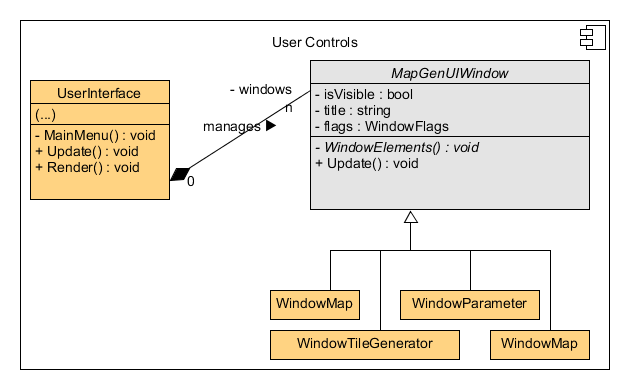 User Controls
UserInterface
(...)
- MainMenu() : void
+ Update() : void
+ Render() : void
- windows
n
manages
0
MapGenUIWindow
- isVisible : bool
- title : string
- flags : WindowFlags
- WindowElements() : void
+ Update() : void
WindowMap
WindowParameter
WindowTileGenerator
WindowMap